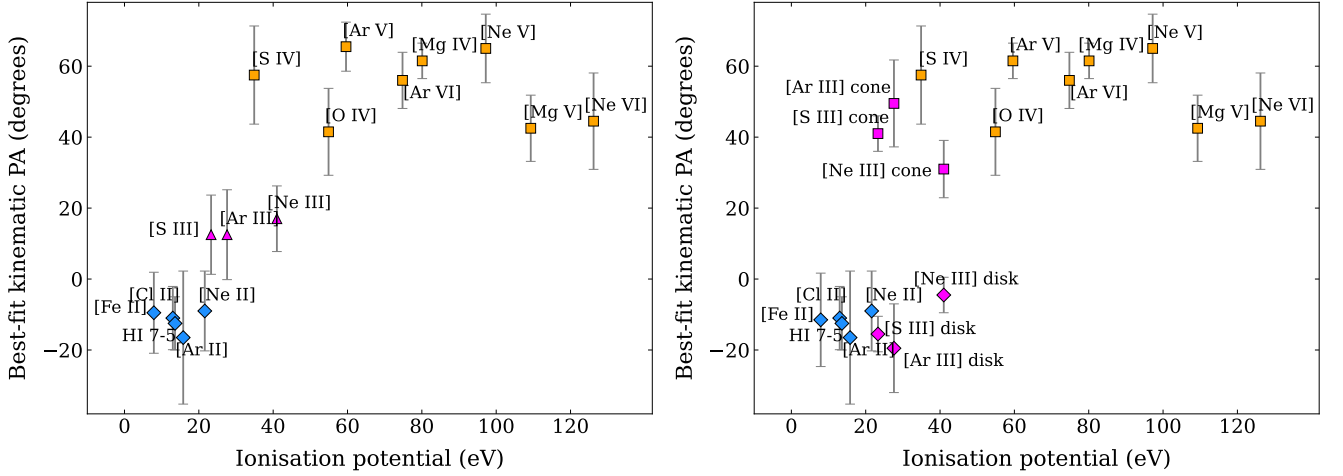 Best-fit kinematic PA (degrees)
60
40
20
0
−20
[S IV]
[Ar V]
[Mg IV]
[Ne V]
[Ar VI]
[O IV]
[Mg V]
[Ne VI]
[S III]
[Ar III]
[Ne III]
[Cl II]
[Fe II]
[Ne II]
HI 7-5
[Ar II]
0 20 40 60 80 100 120
Ionisation potential (eV)
Best-fit kinematic PA (degrees)
60
40
20
0
−20
[S IV]
[Ar V]
[Mg IV]
[Ne V]
[Ar III] cone
[Ar VI]
[S III] cone
[O IV]
[Mg V]
[Ne VI]
[Ne III] cone
[Ne III] disk
[Cl II]
[Ne II]
[Fe II]
HI 7-5
[S III] disk
[Ar II]
[Ar III] disk
0 20 40 60 80 100 120
Ionisation potential (eV)